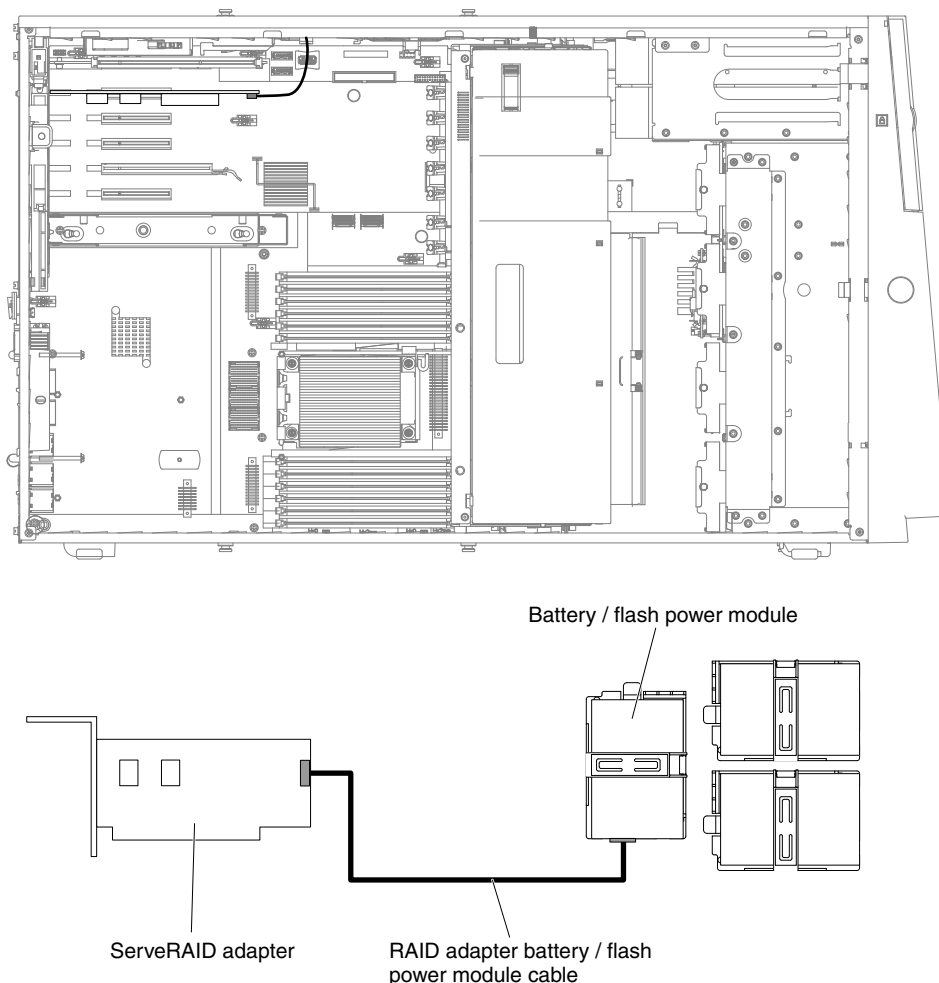 Battery / flash power module
ServeRAID adapter
RAID adapter battery / flash
power module cable